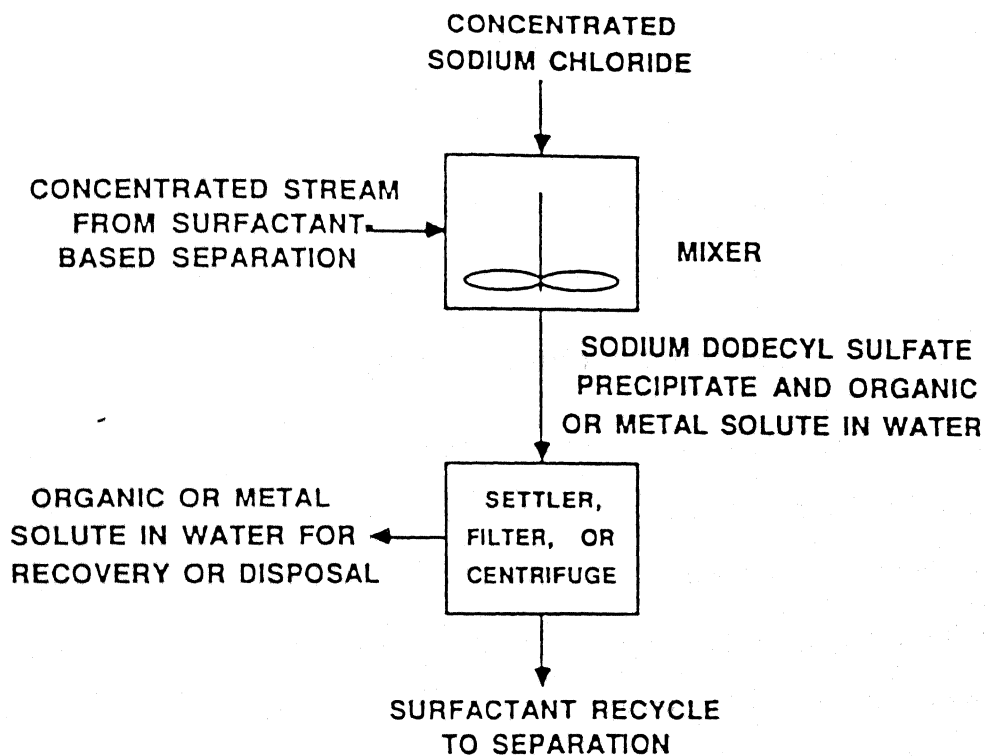 CONCENTRATED
SODIUM CHLORIDE
CONCENTRATED STREAM
FROM SURFACTANT
BASED SEPARATION
MIXER
SODIUM DODECYL SULFATE
PRECIPITATE AND ORGANIC
OR METAL SOLUTE IN WATER
ORGANIC OR METAL
SOLUTE IN WATER FOR
RECOVERY OR DISPOSAL
SETTLER,
FILTER, OR
CENTRIFUGE
SURFACTANT RECYCLE
TO SEPARATION